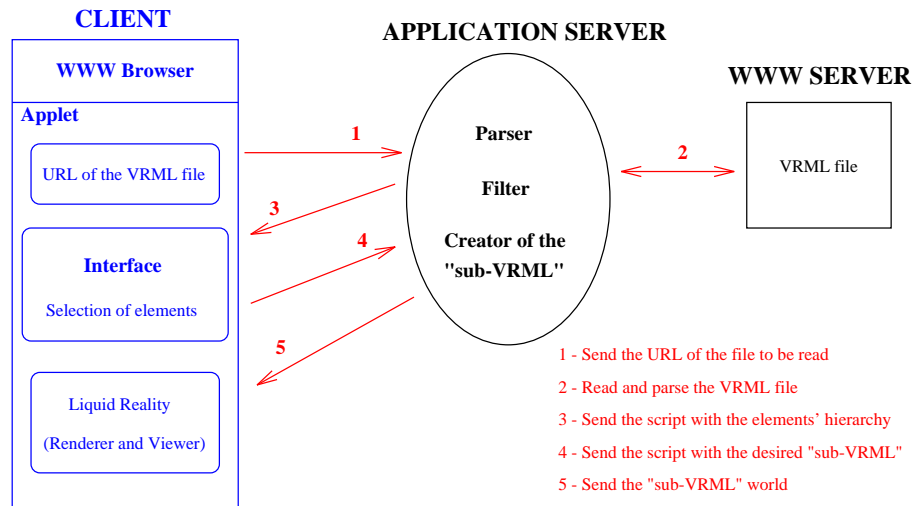 CLIENT
WWW Browser
Applet
URL of the VRML file
Interface
Selection of elements
Liquid Reality
(Renderer and Viewer)
1
3
4
5
APPLICATION SERVER
Parser
Filter
Creator of the
"sub-VRML"
2
WWW SERVER
VRML file
1 - Send the URL of the file to be read
2 - Read and parse the VRML file
3 - Send the script with the elements' hierarchy
4 - Send the script with the desired "sub-VRML"
5 - Send the "sub-VRML" world